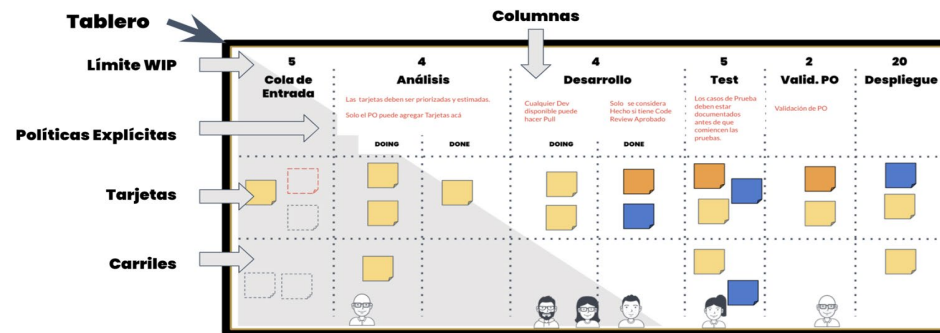 Tablero
Columnas
Límite WIP
5
4
4
5
2
20
Cola de
Entrada
Análisis
Desarrollo
Test
Valid. PO
Despliegue
Políticas Explícitas
Las tarjetas deben ser priorizadas y estimadas.
Solo el PO puede agregar Tarjetas acá
Cualquier Dev
disponible puede
hacer Pull
Solo se considera
Hecho si tiene Code
Review Aprobado
Los casos de Prueba
deben estar
documentados
antes de que
comiencen las
pruebas.
Validación de PO
DOING
DONE
DOING
DONE
Tarjetas
Carriles